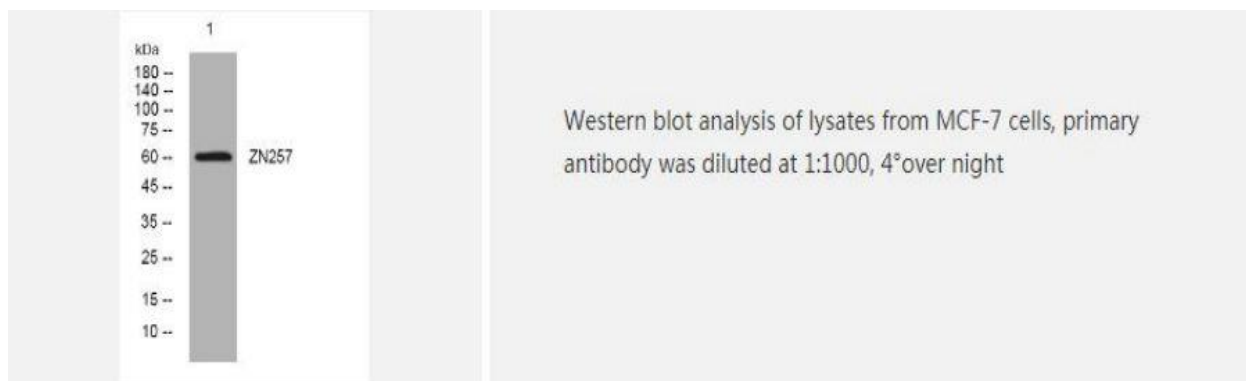 1
kDa
180 --
140 --
100 --
75 --
60 -- ZN257
45 --
35 --
25 --
15 --
10 --
Western blot analysis of lysates from MCF-7 cells, primary
antibody was diluted at 1:1000, 4°over night